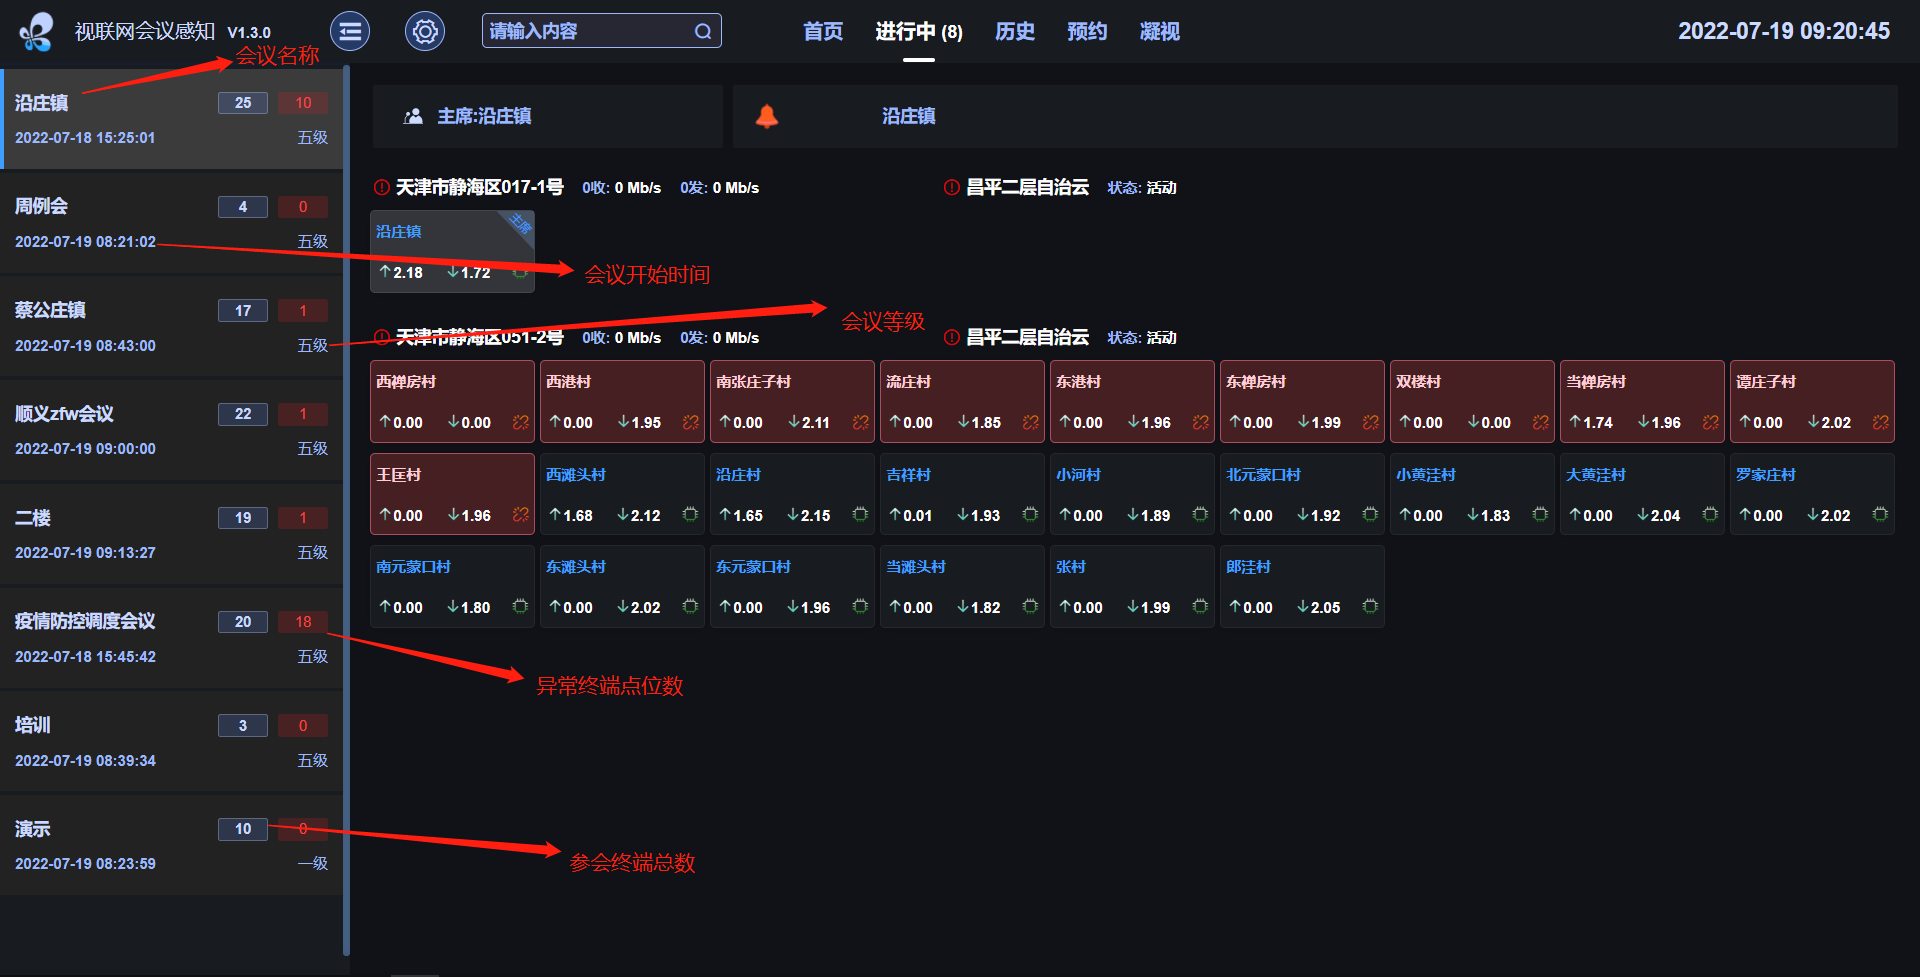 视联网会议感知 V1.3.0
请输入内容
首页 进行中 (8) 历史 预约 凝视
2022-07-19 09:20:45
会议名称
沿庄镇 25 10
2022-07-18 15:25:01 五级
周例会 4 0
2022-07-19 08:21:02 五级
蔡公庄镇 17 1
2022-07-19 08:43:00 五级
顺义zfw会议 22 1
2022-07-19 09:00:00 五级
二楼 19 1
2022-07-19 09:13:27 五级
疫情防控调度会议 20 18
2022-07-18 15:45:42 五级
培训 3 0
2022-07-19 08:39:34 五级
演示 10 0
2022-07-19 08:23:59 一级
主席:沿庄镇
沿庄镇
天津市静海区017-1号 0收: 0 Mb/s 0发: 0 Mb/s
昌平二层自治云 状态: 活动
沿庄镇 主席
↑2.18 ↓1.72
会议开始时间
会议等级
天津市静海区051-2号 0收: 0 Mb/s 0发: 0 Mb/s
昌平二层自治云 状态: 活动
西禅房村 西港村 南张庄子村 流庄村 东港村 东禅房村 双楼村 当禅房村 谭庄子村
↑0.00 ↓0.00 ↑0.00 ↓1.95 ↑0.00 ↓2.11 ↑0.00 ↓1.85 ↑0.00 ↓1.96 ↑0.00 ↓1.99 ↑0.00 ↓0.00 ↑1.74 ↓1.96 ↑0.00 ↓2.02
王匡村 西滩头村 沿庄村 吉祥村 小河村 北元蒙口村 小黄洼村 大黄洼村 罗家庄村
↑0.00 ↓1.96 ↑1.68 ↓2.12 ↑1.65 ↓2.15 ↑0.01 ↓1.93 ↑0.00 ↓1.89 ↑0.00 ↓1.92 ↑0.00 ↓1.83 ↑0.00 ↓2.04 ↑0.00 ↓2.02
南元蒙口村 东滩头村 东元蒙口村 当滩头村 张村 郎洼村
↑0.00 ↓1.80 ↑0.00 ↓2.02 ↑0.00 ↓1.96 ↑0.00 ↓1.82 ↑0.00 ↓1.99 ↑0.00 ↓2.05
异常终端点位数
参会终端总数